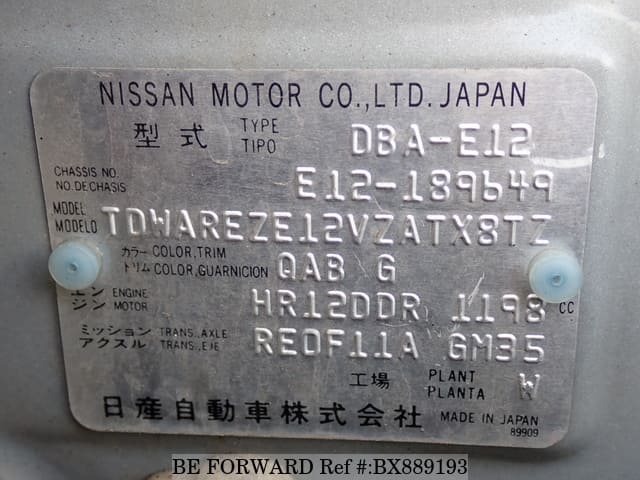 NISSAN MOTOR CO.,LTD. JAPAN
型式 TYPE TIPO DBA-E12
CHASSIS NO. NO.DE.CHASIS E12-189649
MODEL MODELO TDWAREZE12VZATX8TZ
カラー COLOR,TRIM
トリム COLOR,GUARNICION QAB G
エン ENGINE
ジン MOTOR HR12DDR 1198 CC
ミッション TRANS.,AXLE
アクスル TRANS.,EJE RE0F11A GM35
工場 PLANT PLANTA W
日産自動車株式会社 MADE IN JAPAN
89909
BE FORWARD Ref #:BX889193